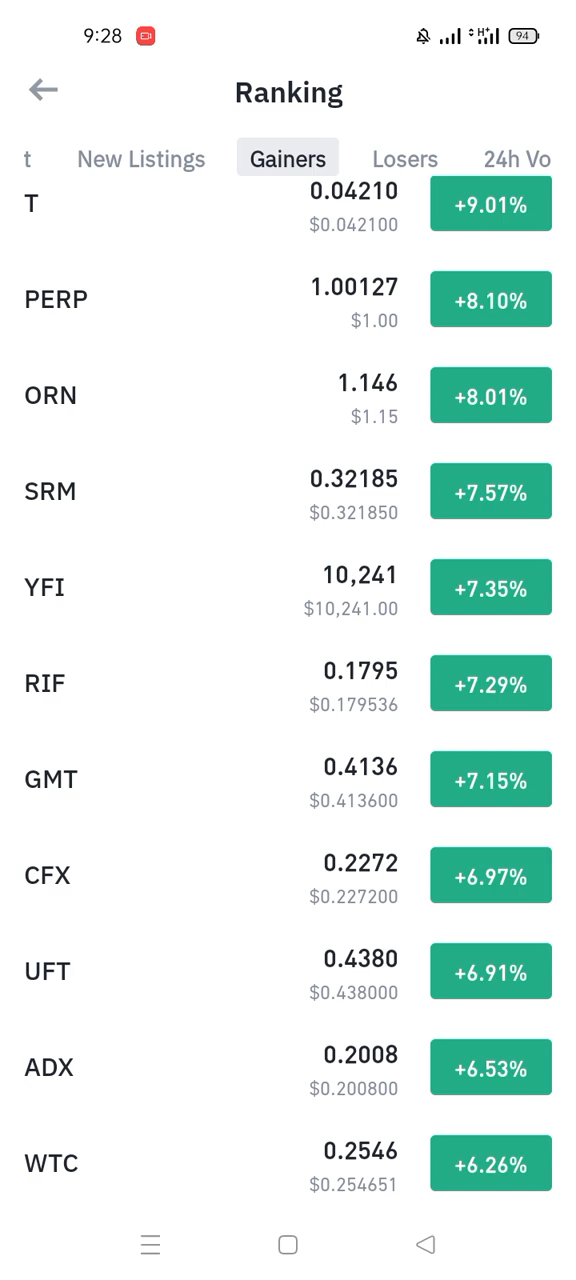 9:28 H+ 94
Ranking
t New Listings Gainers Losers 24h Vo
T 0.04210 +9.01%
$0.042100
PERP 1.00127 +8.10%
$1.00
ORN 1.146 +8.01%
$1.15
SRM 0.32185 +7.57%
$0.321850
YFI 10,241 +7.35%
$10,241.00
RIF 0.1795 +7.29%
$0.179536
GMT 0.4136 +7.15%
$0.413600
CFX 0.2272 +6.97%
$0.227200
UFT 0.4380 +6.91%
$0.438000
ADX 0.2008 +6.53%
$0.200800
WTC 0.2546 +6.26%
$0.254651